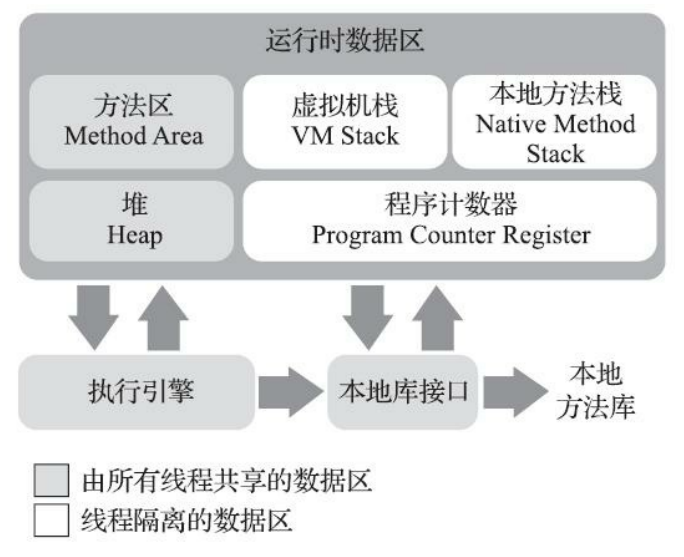 运行时数据区
方法区
Method Area
虚拟机栈
VM Stack
本地方法栈
Native Method
Stack
堆
Heap
程序计数器
Program Counter Register
执行引擎
本地库接口
本地
方法库
由所有线程共享的数据区
线程隔离的数据区